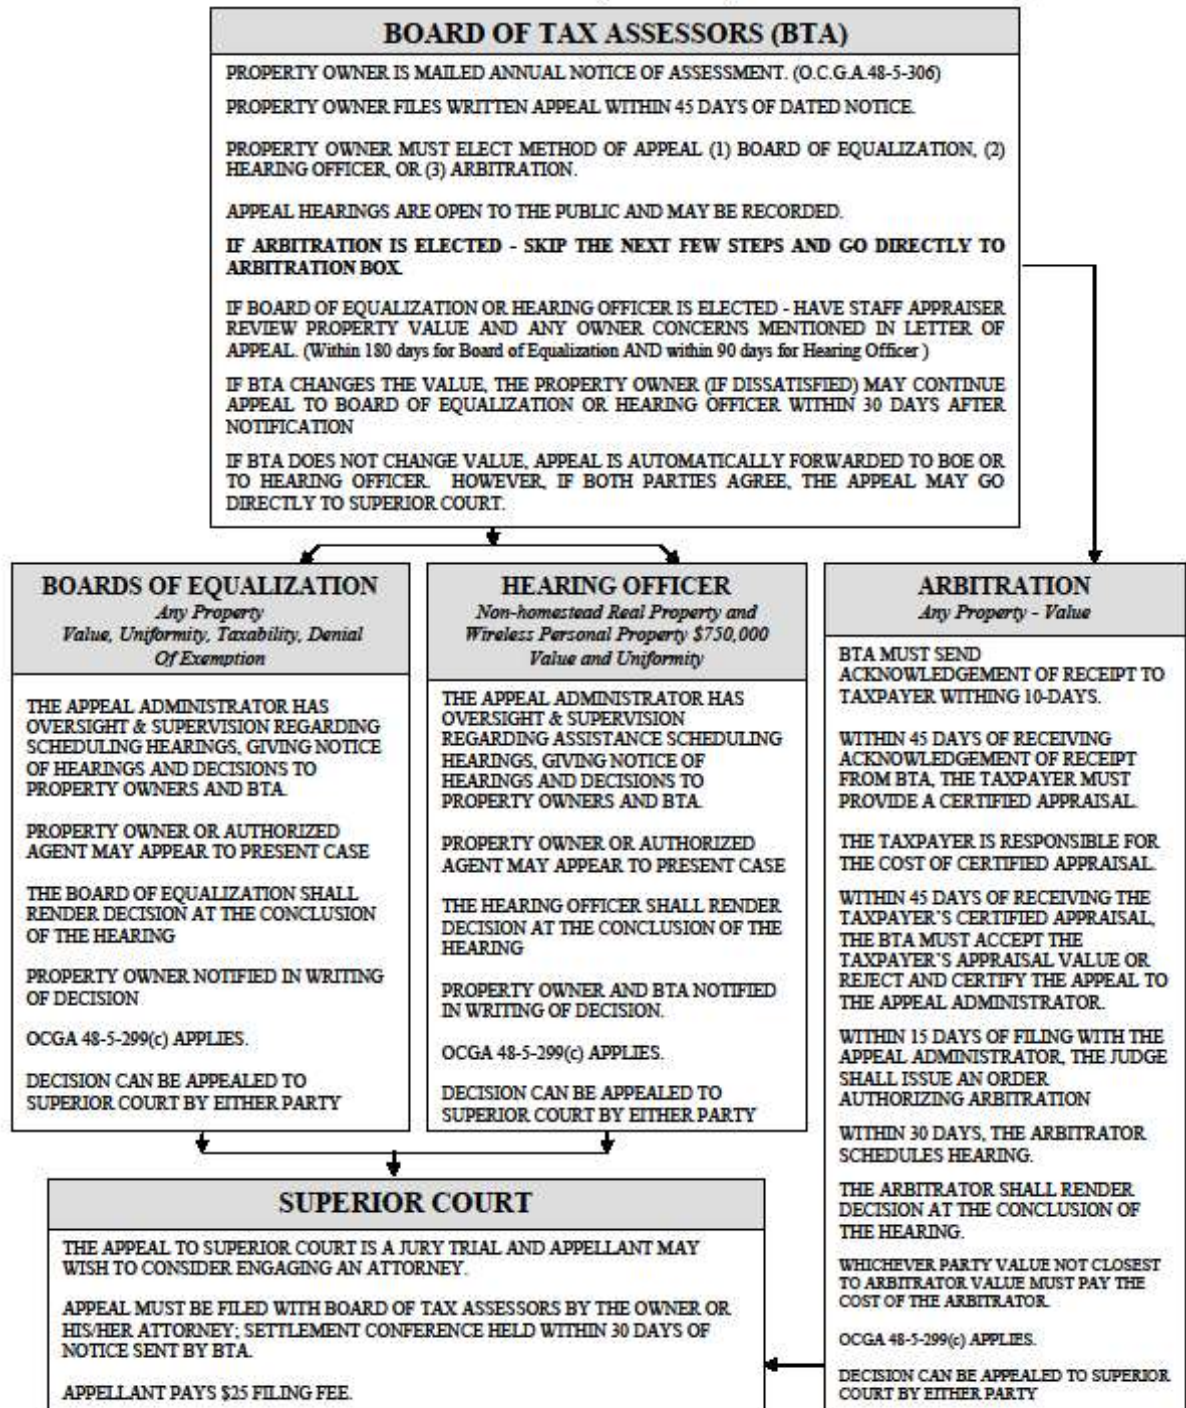 BOARD OF TAX ASSESSORS (BTA)
PROPERTY OWNER IS MAILED ANNUAL NOTICE OF ASSESSMENT. (O.C.G.A.48-5-306)
PROPERTY OWNER FILES WRITTEN APPEAL WITHIN 45 DAYS OF DATED NOTICE.
PROPERTY OWNER MUST ELECT METHOD OF APPEAL (1) BOARD OF EQUALIZATION, (2)
HEARING OFFICER, OR (3) ARBITRATION.
APPEAL HEARINGS ARE OPEN TO THE PUBLIC AND MAY BE RECORDED.
IF ARBITRATION IS ELECTED - SKIP THE NEXT FEW STEPS AND GO DIRECTLY TO
ARBITRATION BOX.
IF BOARD OF EQUALIZATION OR HEARING OFFICER IS ELECTED - HAVE STAFF APPRAISER
REVIEW PROPERTY VALUE AND ANY OWNER CONCERNS MENTIONED IN LETTER OF
APPEAL. (Within 180 days for Board of Equalization AND within 90 days for Hearing Officer )
IF BTA CHANGES THE VALUE, THE PROPERTY OWNER (IF DISSATISFIED) MAY CONTINUE
APPEAL TO BOARD OF EQUALIZATION OR HEARING OFFICER WITHIN 30 DAYS AFTER
NOTIFICATION
IF BTA DOES NOT CHANGE VALUE, APPEAL IS AUTOMATICALLY FORWARDED TO BOE OR
TO HEARING OFFICER. HOWEVER, IF BOTH PARTIES AGREE, THE APPEAL MAY GO
DIRECTLY TO SUPERIOR COURT.
BOARDS OF EQUALIZATION
Any Property
Value, Uniformity, Taxability, Denial
Of Exemption
THE APPEAL ADMINISTRATOR HAS
OVERSIGHT & SUPERVISION REGARDING
SCHEDULING HEARINGS, GIVING NOTICE
OF HEARINGS AND DECISIONS TO
PROPERTY OWNERS AND BTA.
PROPERTY OWNER OR AUTHORIZED
AGENT MAY APPEAR TO PRESENT CASE
THE BOARD OF EQUALIZATION SHALL
RENDER DECISION AT THE CONCLUSION
OF THE HEARING
PROPERTY OWNER NOTIFIED IN WRITING
OF DECISION
OCGA 48-5-299(c) APPLIES.
DECISION CAN BE APPEALED TO
SUPERIOR COURT BY EITHER PARTY
HEARING OFFICER
Non-homestead Real Property and
Wireless Personal Property $750,000
Value and Uniformity
THE APPEAL ADMINISTRATOR HAS
OVERSIGHT & SUPERVISION
REGARDING ASSISTANCE SCHEDULING
HEARINGS, GIVING NOTICE OF
HEARINGS AND DECISIONS TO
PROPERTY OWNERS AND BTA.
PROPERTY OWNER OR AUTHORIZED
AGENT MAY APPEAR TO PRESENT CASE
THE HEARING OFFICER SHALL RENDER
DECISION AT THE CONCLUSION OF THE
HEARING
PROPERTY OWNER AND BTA NOTIFIED
IN WRITING OF DECISION.
OCGA 48-5-299(c) APPLIES.
DECISION CAN BE APPEALED TO
SUPERIOR COURT BY EITHER PARTY
ARBITRATION
Any Property - Value
BTA MUST SEND
ACKNOWLEDGEMENT OF RECEIPT TO
TAXPAYER WITHING 10-DAYS.
WITHIN 45 DAYS OF RECEIVING
ACKNOWLEDGEMENT OF RECEIPT
FROM BTA, THE TAXPAYER MUST
PROVIDE A CERTIFIED APPRAISAL.
THE TAXPAYER IS RESPONSIBLE FOR
THE COST OF CERTIFIED APPRAISAL.
WITHIN 45 DAYS OF RECEIVING THE
TAXPAYER'S CERTIFIED APPRAISAL,
THE BTA MUST ACCEPT THE
TAXPAYER'S APPRAISAL VALUE OR
REJECT AND CERTIFY THE APPEAL TO
THE APPEAL ADMINISTRATOR.
WITHIN 15 DAYS OF FILING WITH THE
APPEAL ADMINISTRATOR, THE JUDGE
SHALL ISSUE AN ORDER
AUTHORIZING ARBITRATION
WITHIN 30 DAYS, THE ARBITRATOR
SCHEDULES HEARING.
THE ARBITRATOR SHALL RENDER
DECISION AT THE CONCLUSION OF
THE HEARING.
WHICHEVER PARTY VALUE NOT CLOSEST
TO ARBITRATOR VALUE MUST PAY THE
COST OF THE ARBITRATOR.
OCGA 48-5-299(c) APPLIES.
DECISION CAN BE APPEALED TO SUPERIOR
COURT BY EITHER PARTY
SUPERIOR COURT
THE APPEAL TO SUPERIOR COURT IS A JURY TRIAL AND APPELLANT MAY
WISH TO CONSIDER ENGAGING AN ATTORNEY.
APPEAL MUST BE FILED WITH BOARD OF TAX ASSESSORS BY THE OWNER OR
HIS/HER ATTORNEY; SETTLEMENT CONFERENCE HELD WITHIN 30 DAYS OF
NOTICE SENT BY BTA.
APPELLANT PAYS $25 FILING FEE.